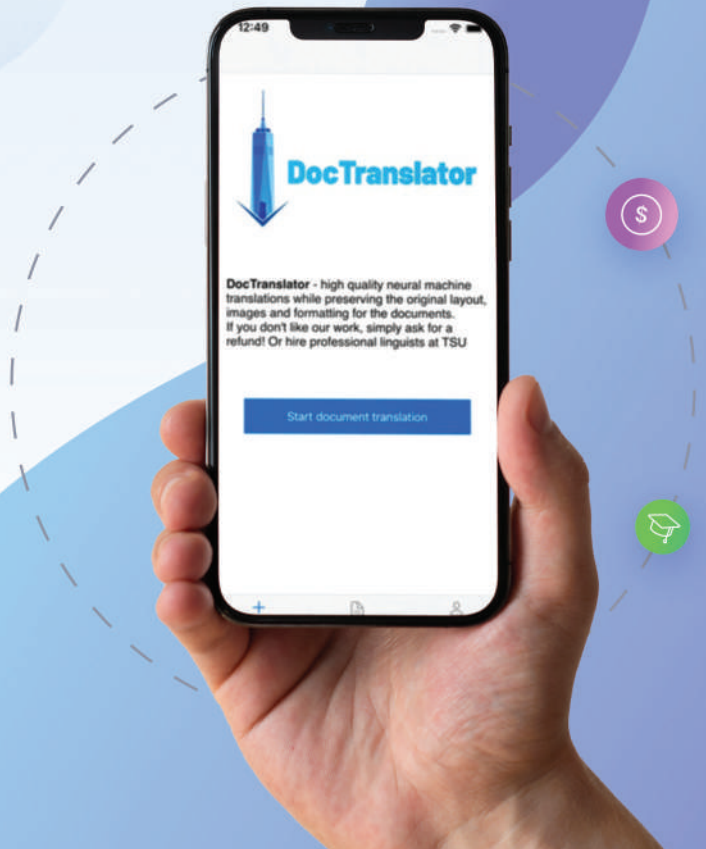 12:49
DocTranslator
DocTranslator - high quality neural machine
translations while preserving the original layout,
images and formatting for the documents.
If you don't like our work, simply ask for a
refund! Or hire professional linguists at TSU
$
Start document translation